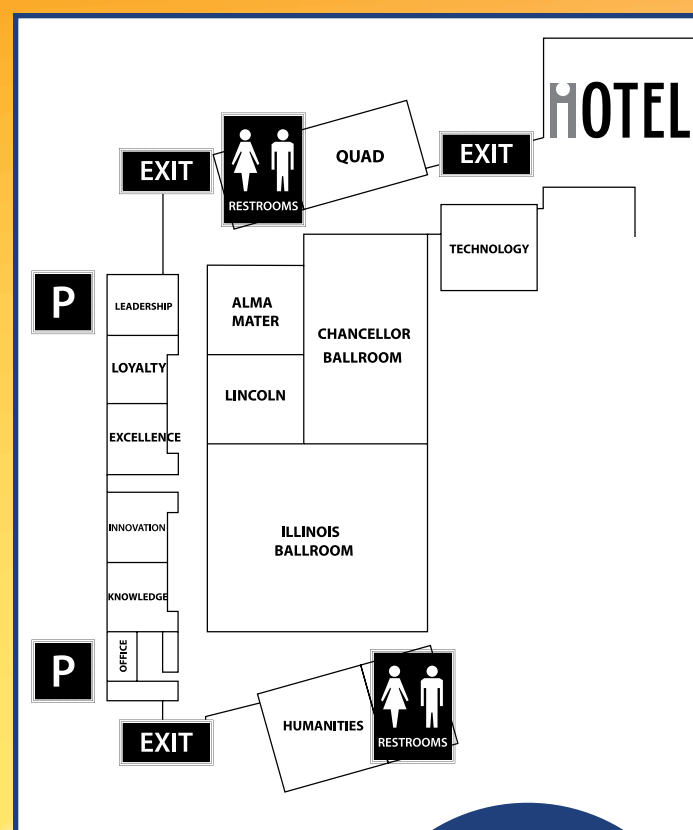 HOTEL
EXIT
RESTROOMS
QUAD
EXIT
TECHNOLOGY
P
LEADERSHIP
ALMA
MATER
CHANCELLOR
BALLROOM
LOYALTY
LINCOLN
EXCELLENCE
INNOVATION
ILLINOIS
BALLROOM
KNOWLEDGE
OFFICE
P
HUMANITIES
RESTROOMS
EXIT